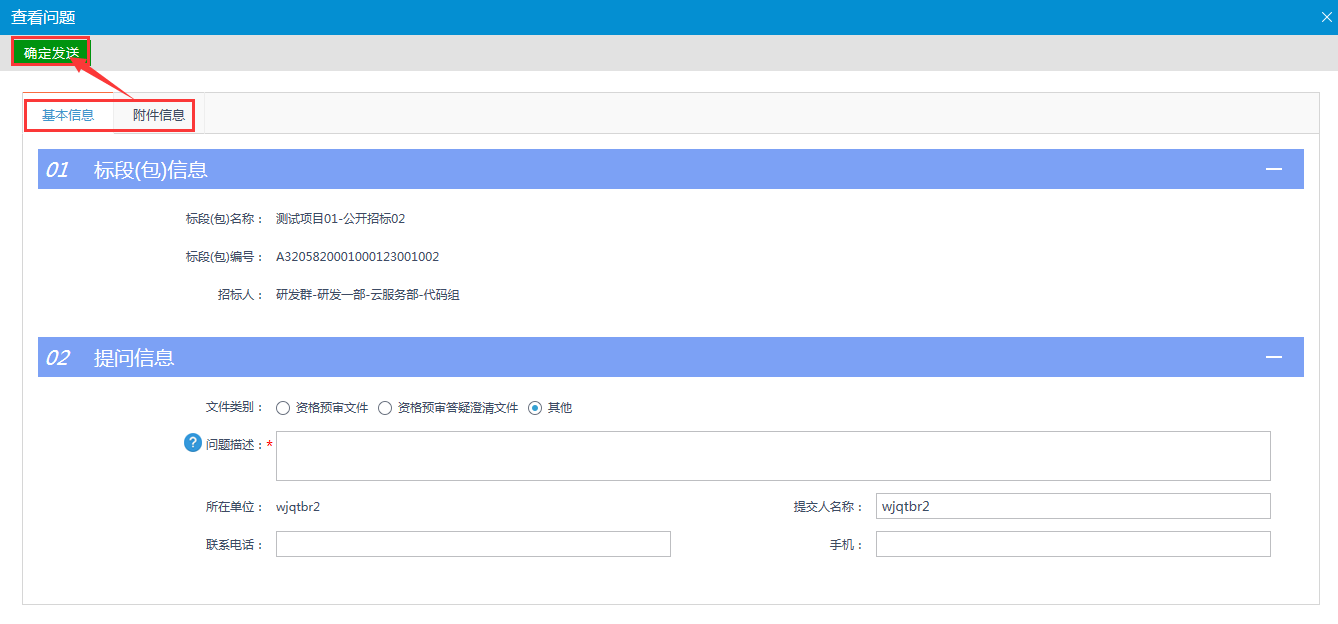 查看问题
确定发送
基本信息 附件信息
01 标段(包)信息
标段(包)名称： 测试项目01-公开招标02
标段(包)编号： A3205820001000123001002
招标人： 研发群-研发一部-云服务部-代码组
02 提问信息
文件类别： 资格预审文件 资格预审答疑澄清文件 其他
? 问题描述：*
所在单位： wjqtbr2 提交人名称： wjqtbr2
联系电话： 手机：